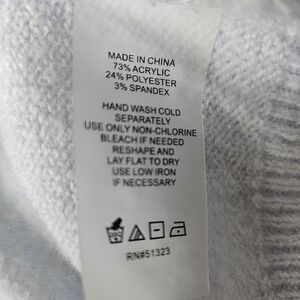 MADE IN CHINA
73% ACRYLIC
24% POLYESTER
3% SPANDEX
HAND WASH COLD
SEPARATELY
USE ONLY NON-CHLORINE
BLEACH IF NEEDED
RESHAPE AND
LAY FLAT TO DRY
USE LOW IRON
IF NECESSARY
RN#51323